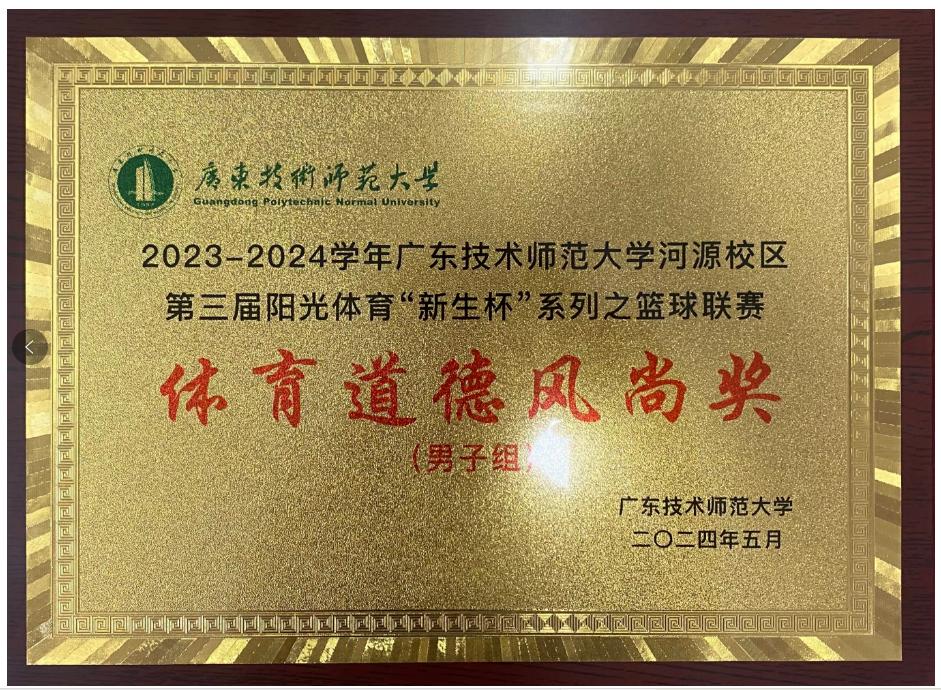 廣東技術師范大学
Guangdong Polytechnic Normal University
2023-2024学年广东技术师范大学河源校区
第三届阳光体育“新生杯”系列之篮球联赛
体育道德风尚奖
(男子组)
广东技术师范大学
二〇二四年五月